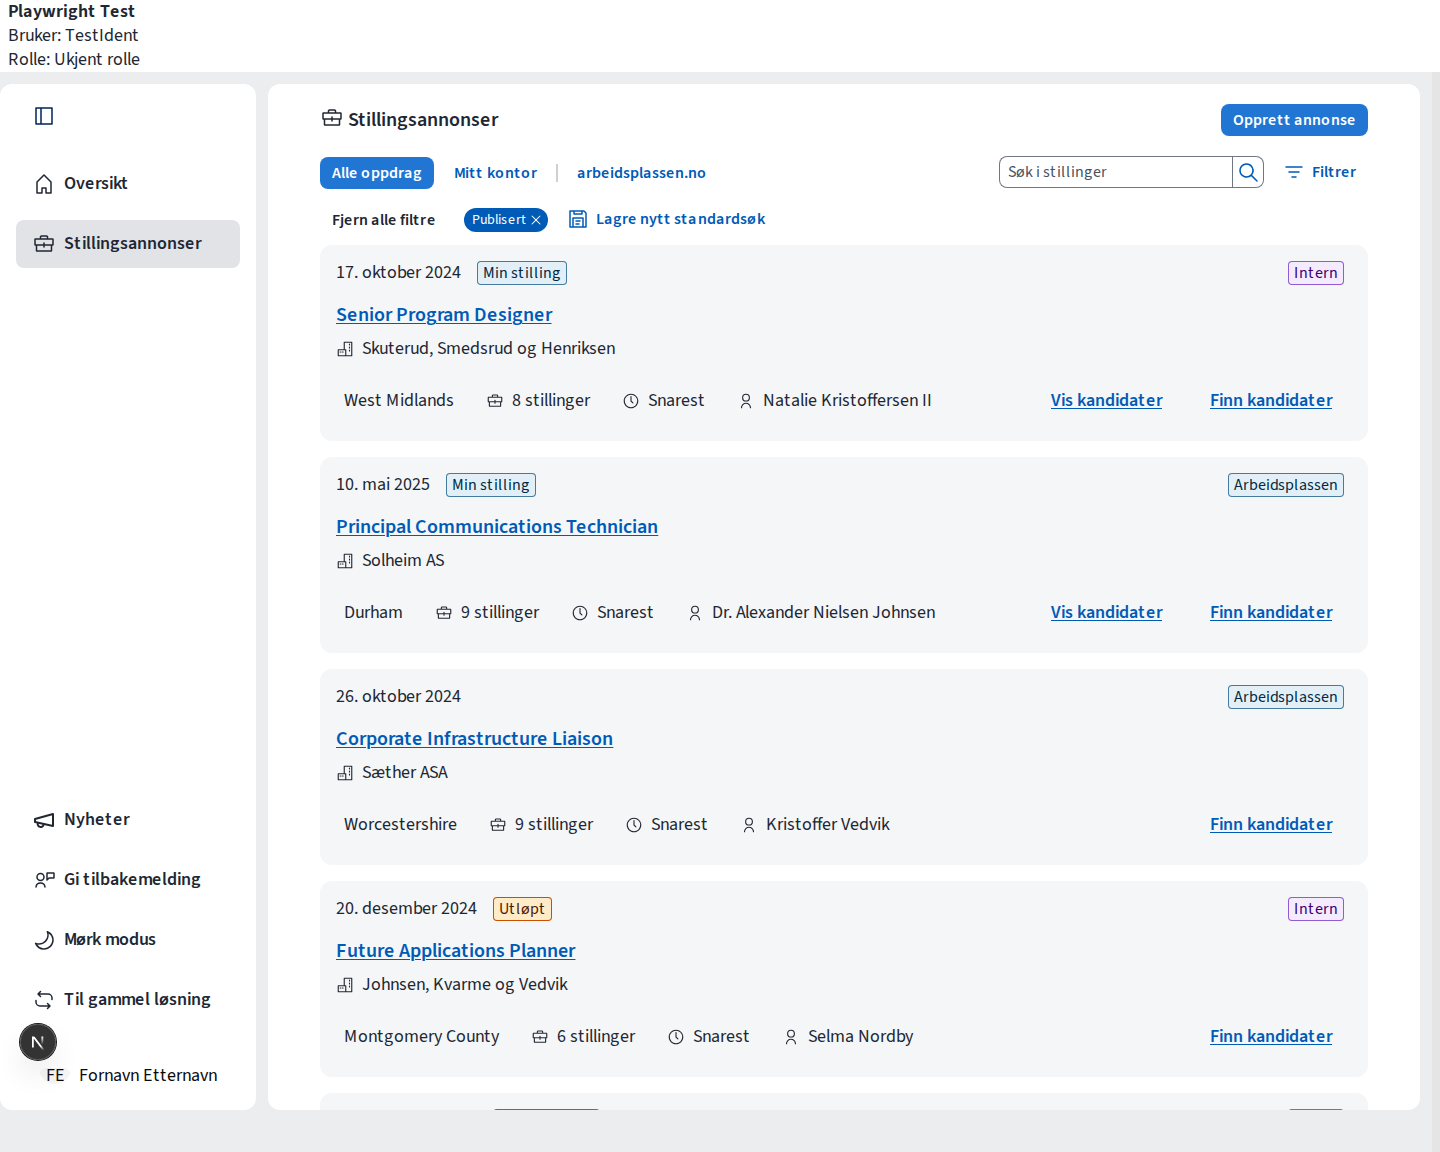 Playwright Test
Bruker: TestIdent
Rolle: Ukjent rolle
Oversikt
Stillingsannonser
Nyheter
Gi tilbakemelding
Mørk modus
Til gammel løsning
N
FE Fornavn Etternavn
Stillingsannonser
Opprett annonse
Alle oppdrag Mitt kontor arbeidsplassen.no
Søk i stillinger
Filtrer
Fjern alle filtre Publisert Lagre nytt standardsøk
17. oktober 2024 Min stilling Intern
Senior Program Designer
Skuterud, Smedsrud og Henriksen
West Midlands 8 stillinger Snarest Natalie Kristoffersen II Vis kandidater Finn kandidater
10. mai 2025 Min stilling Arbeidsplassen
Principal Communications Technician
Solheim AS
Durham 9 stillinger Snarest Dr. Alexander Nielsen Johnsen Vis kandidater Finn kandidater
26. oktober 2024 Arbeidsplassen
Corporate Infrastructure Liaison
Sæther ASA
Worcestershire 9 stillinger Snarest Kristoffer Vedvik Finn kandidater
20. desember 2024 Utløpt Intern
Future Applications Planner
Johnsen, Kvarme og Vedvik
Montgomery County 6 stillinger Snarest Selma Nordby Finn kandidater